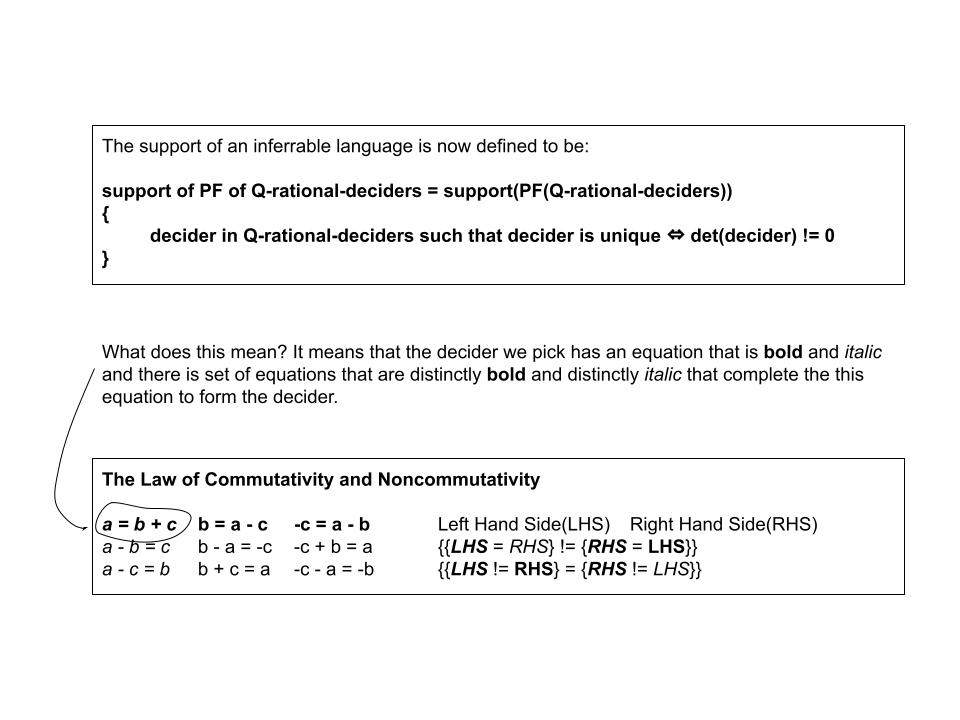 The support of an inferrable language is now defined to be:
support of PF of Q-rational-deciders = support(PF(Q-rational-deciders))
{
decider in Q-rational-deciders such that decider is unique ⇔ det(decider) != 0
}
What does this mean? It means that the decider we pick has an equation that is bold and italic
and there is set of equations that are distinctly bold and distinctly italic that complete the this
equation to form the decider.
The Law of Commutativity and Noncommutativity
a = b + c b = a - c -c = a - b Left Hand Side(LHS) Right Hand Side(RHS)
a - b = c b - a = -c -c + b = a {{LHS = RHS} != {RHS = LHS}}
a - c = b b + c = a -c - a = -b {{LHS != RHS} = {RHS != LHS}}